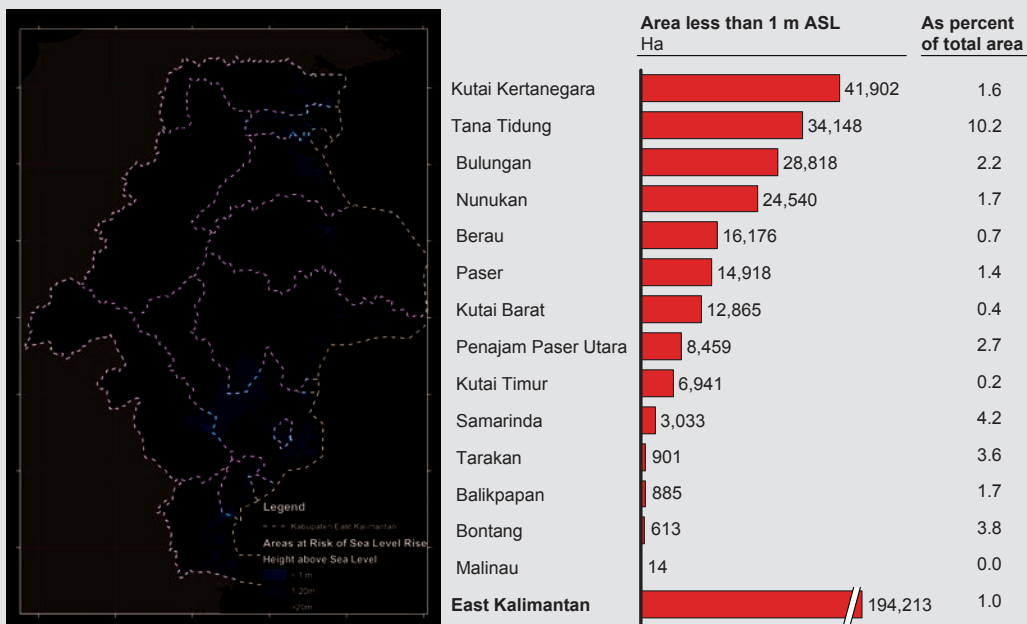 Legend
Kabupaten East Kalimantan
Areas at Risk of Sea Level Rise
Height above Sea Level
< 1 m
1-20m
>20m
Area less than 1 m ASL As percent
Ha of total area
Kutai Kertanegara 41,902 1.6
Tana Tidung 34,148 10.2
Bulungan 28,818 2.2
Nunukan 24,540 1.7
Berau 16,176 0.7
Paser 14,918 1.4
Kutai Barat 12,865 0.4
Penajam Paser Utara 8,459 2.7
Kutai Timur 6,941 0.2
Samarinda 3,033 4.2
Tarakan 901 3.6
Balikpapan 885 1.7
Bontang 613 3.8
Malinau 14 0.0
East Kalimantan 194,213 1.0